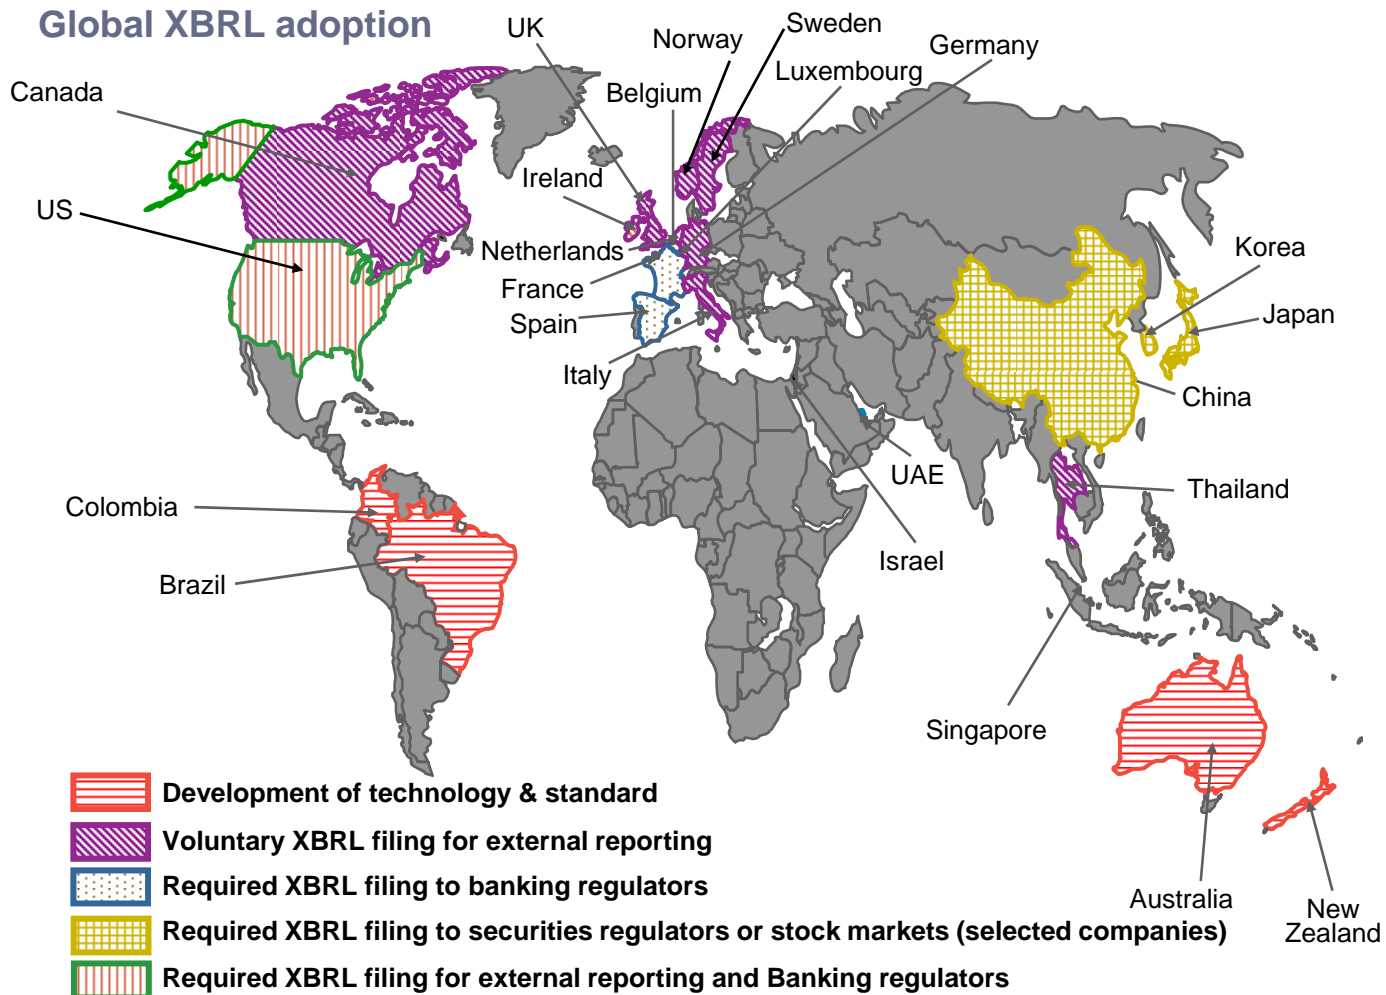 Global XBRL adoption
UK
Norway
Sweden
Germany
Luxembourg
Belgium
Canada
Ireland
US
Netherlands
Korea
France
Spain
Japan
Italy
China
UAE
Thailand
Colombia
Israel
Brazil
Singapore
Development of technology & standard
Voluntary XBRL filing for external reporting
Required XBRL filing to banking regulators
Australia
New
Zealand
Required XBRL filing to securities regulators or stock markets (selected companies)
Required XBRL filing for external reporting and Banking regulators